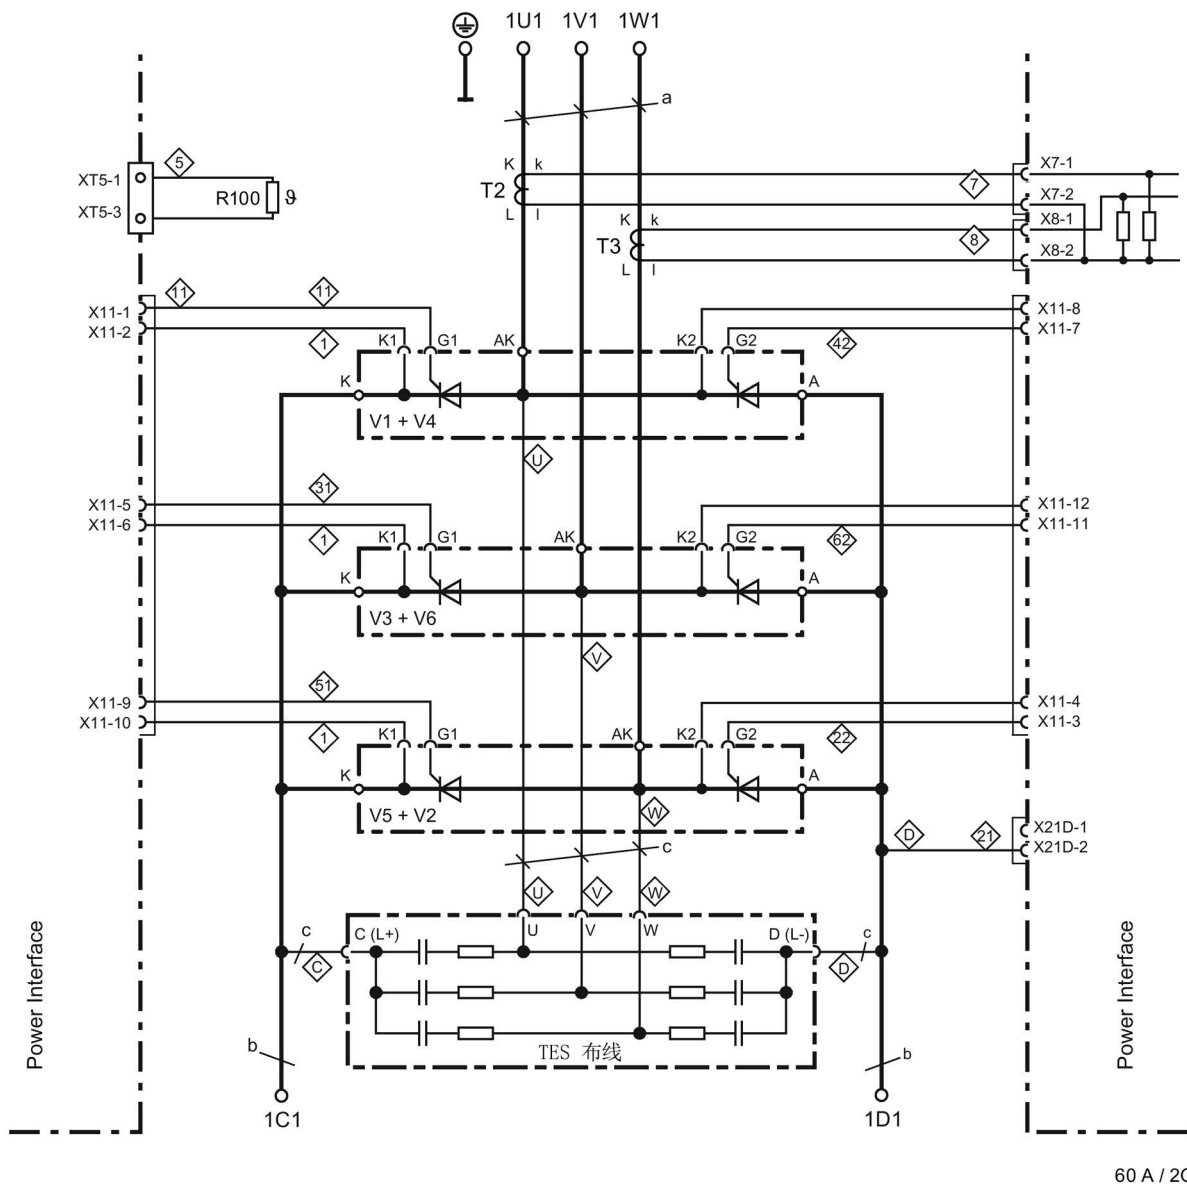 1U1 1V1 1W1
a
5
XT5-1
XT5-3
R100 ϑ
K k
T2
L l
7
X7-1
X7-2
K k
T3
L l
8
X8-1
X8-2
11 11
X11-1
X11-2
1
X11-8
X11-7
42
K1 G1 AK K2 G2
K A
V1 + V4
U
31
X11-5
X11-6
1
X11-12
X11-11
62
K1 G1 AK K2 G2
K A
V3 + V6
V
51
X11-9
X11-10
1
X11-4
X11-3
22
K1 G1 AK K2 G2
K A
V5 + V2
W
D 21
X21D-1
X21D-2
c
U V W
U V W
c C
C (L+)
D (L-)
c D
TES 布线
Power Interface
Power Interface
b
b
1C1
1D1
60 A /